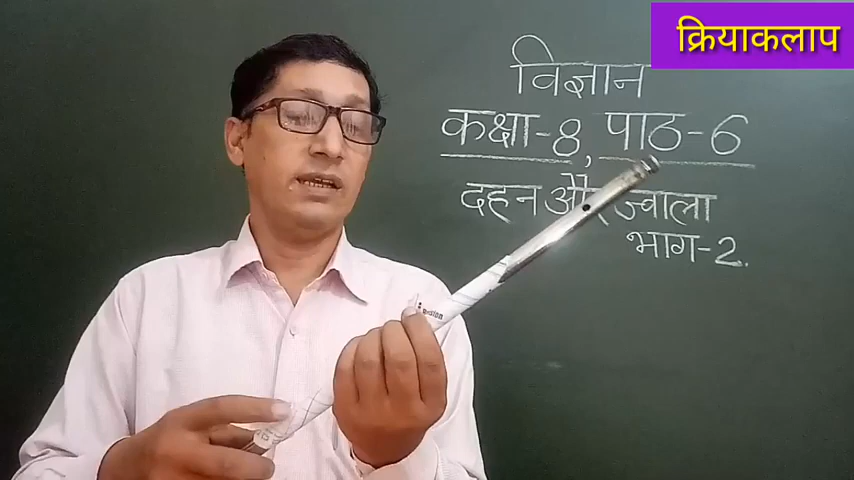 क्रियाकलाप
विज्ञान
कक्षा-8, पाठ-6
दहन और ज्वाला
भाग-2.